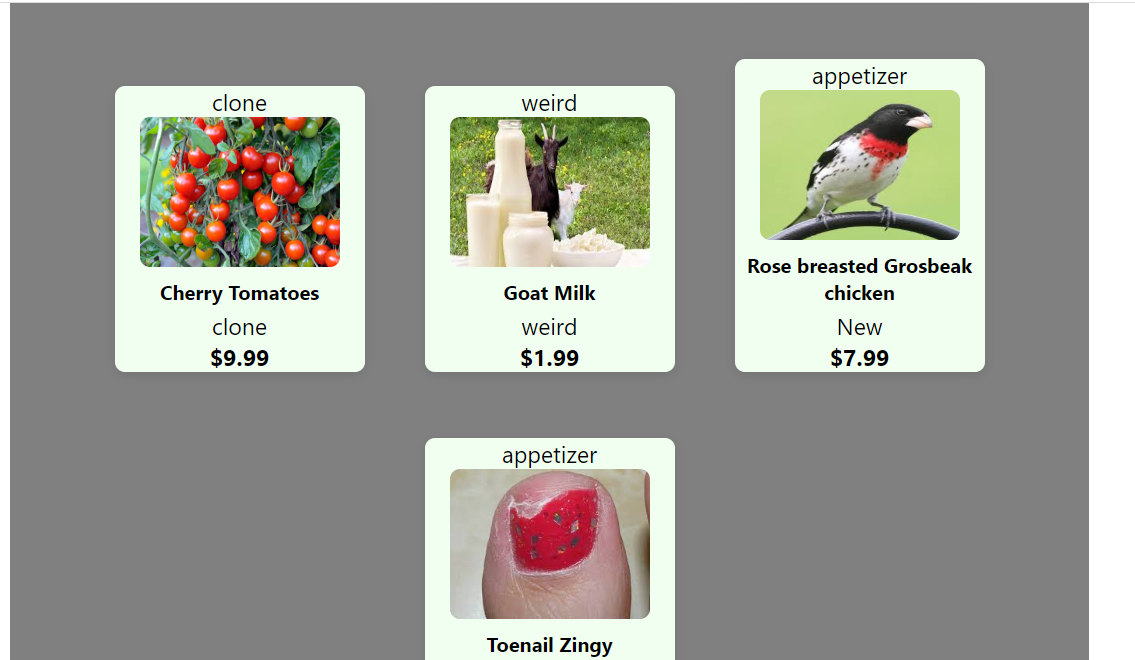 clone
Cherry Tomatoes
clone
$9.99
weird
Goat Milk
weird
$1.99
appetizer
Rose breasted Grosbeak
chicken
New
$7.99
appetizer
Toenail Zingy